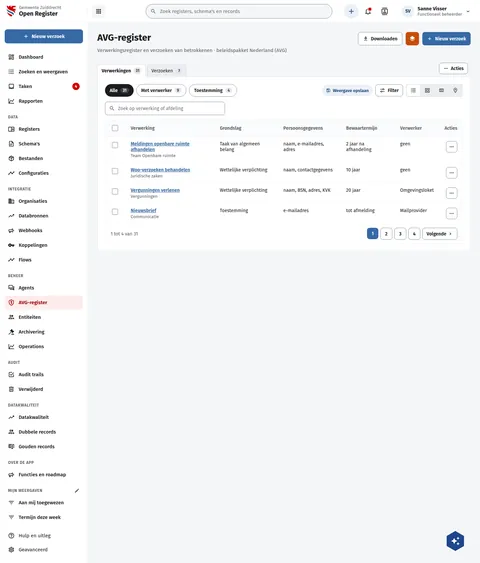 Gemeente Juinbrecht
Open Register
Zoek registers, schema's en records
SV
Sanne Visser
Functioneel beheerder
Nieuw verzoek
Dashboard
Zoeken en weergaven
Taken
Rapporten
DATA
Registers
Schema's
Bestanden
Configuraties
INTEGRATIE
Organisaties
Databronnen
Webhooks
Koppelingen
Flows
BEHEER
Agents
AVG-register
Entiteiten
Archivering
Operations
AUDIT
Audit trails
Verwijderd
DATAKWALITEIT
Datakwaliteit
Dubbele records
Gouden records
OVER DE APP
Functies en roadmap
MIJN WEERGAVEN
Aan mij toegewezen
Termijn deze week
Hulp en uitleg
Geavanceerd
AVG-register
Verwerkingsregister en verzoeken van betrokkenen · beleidspakket Nederland (AVG)
Downloaden
Nieuw verzoek
Verwerkingen 31
Verzoeken 3
Acties
Alle 31
Met verwerker 8
Toestemming 4
Weergave opslaan
Filter
Zoek op verwerking of afdeling
Verwerking Grondslag Persoonsgegevens Bewaartermijn Verwerker Acties
Meldingen openbare ruimte afhandelen
Team Openbare ruimte
Taak van algemeen belang
naam, e-mailadres, adres
2 jaar na afhandeling
geen
Woo-verzoeken behandelen
Juridische zaken
Wettelijke verplichting
naam, contactgegevens
10 jaar
geen
Vergunningen verlenen
Vergunningen
Wettelijke verplichting
naam, BSN, adres, KVK
20 jaar
Omgevingsloket
Nieuwsbrief
Communicatie
Toestemming
e-mailadres
tot afmelding
Mailprovider
1 tot 4 van 31
1 2 3 4 Volgende